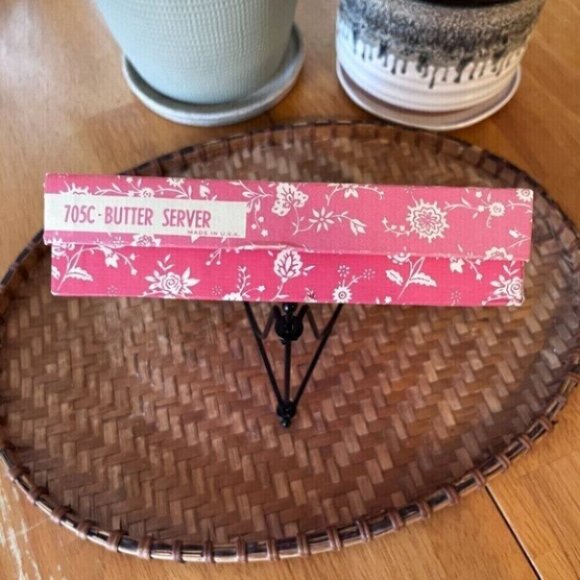 705C · BUTTER SERVER
MADE IN U.S.A.